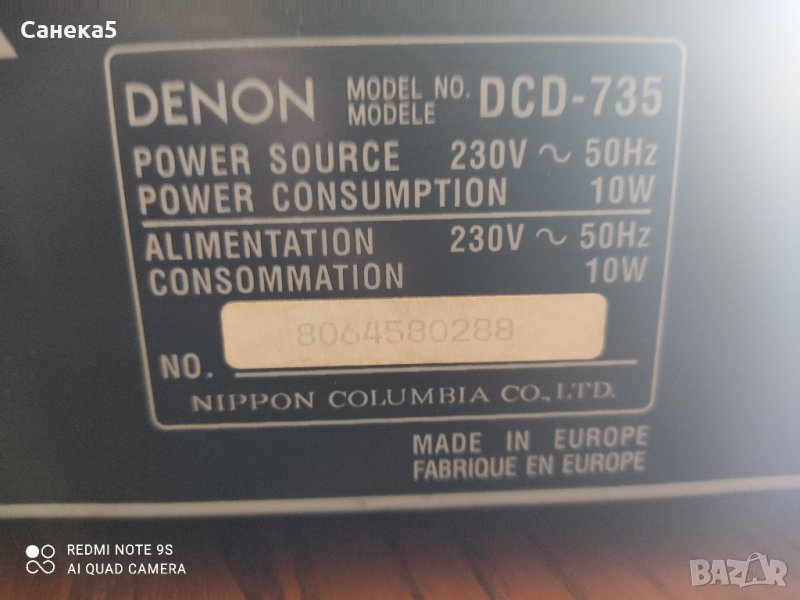 Санека5
DENON MODEL NO. DCD-735
MODELE
POWER SOURCE 230V ~ 50Hz
POWER CONSUMPTION 10W
ALIMENTATION 230V ~ 50Hz
CONSOMMATION 10W
8064580288
NO.
NIPPON COLUMBIA CO., LTD.
MADE IN EUROPE
FABRIQUE EN EUROPE
REDMI NOTE 9S
AI QUAD CAMERA
BAZAR